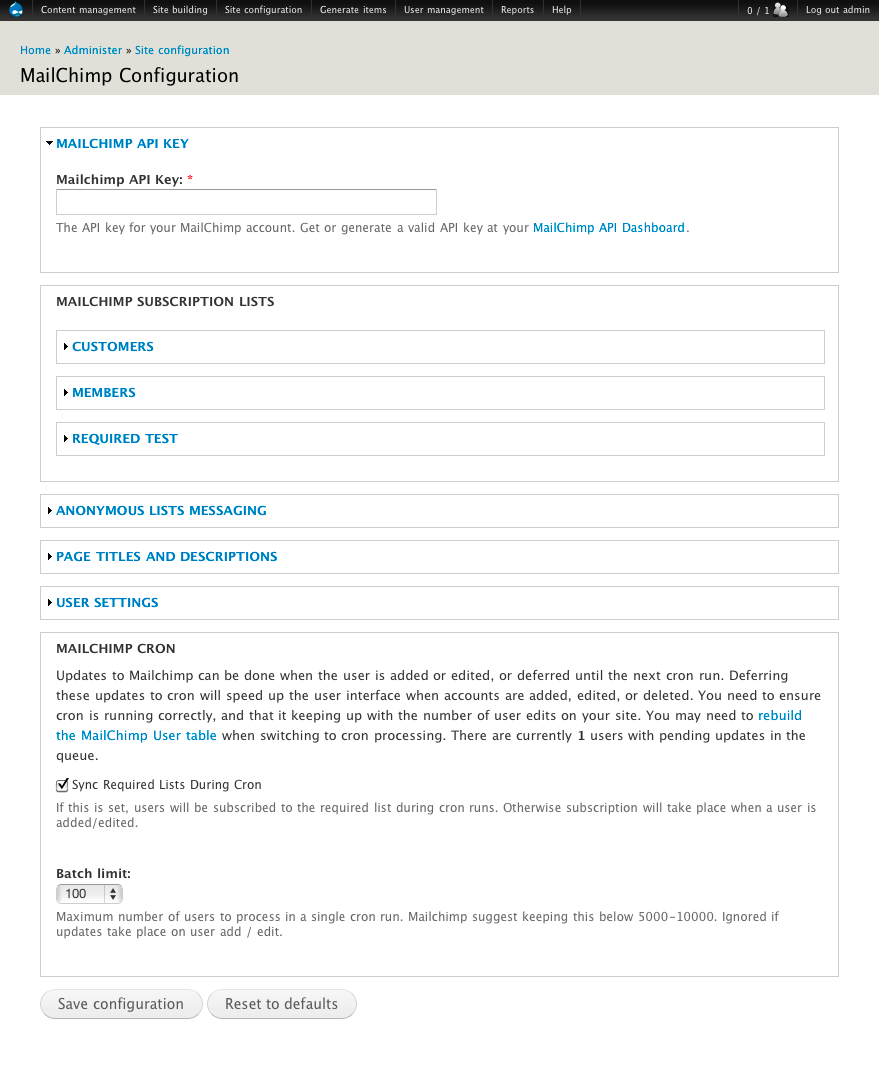 Content management Site building Site configuration Generate items User management Reports Help 0 / 1 Log out admin
Home » Administer » Site configuration
MailChimp Configuration
MAILCHIMP API KEY
Mailchimp API Key: *
The API key for your MailChimp account. Get or generate a valid API key at your MailChimp API Dashboard.
MAILCHIMP SUBSCRIPTION LISTS
CUSTOMERS
MEMBERS
REQUIRED TEST
ANONYMOUS LISTS MESSAGING
PAGE TITLES AND DESCRIPTIONS
USER SETTINGS
MAILCHIMP CRON
Updates to Mailchimp can be done when the user is added or edited, or deferred until the next cron run. Deferring
these updates to cron will speed up the user interface when accounts are added, edited, or deleted. You need to ensure
cron is running correctly, and that it keeping up with the number of user edits on your site. You may need to rebuild
the MailChimp User table when switching to cron processing. There are currently 1 users with pending updates in the
queue.
Sync Required Lists During Cron
If this is set, users will be subscribed to the required list during cron runs. Otherwise subscription will take place when a user is
added/edited.
Batch limit:
100
Maximum number of users to process in a single cron run. Mailchimp suggest keeping this below 5000-10000. Ignored if
updates take place on user add / edit.
Save configuration Reset to defaults